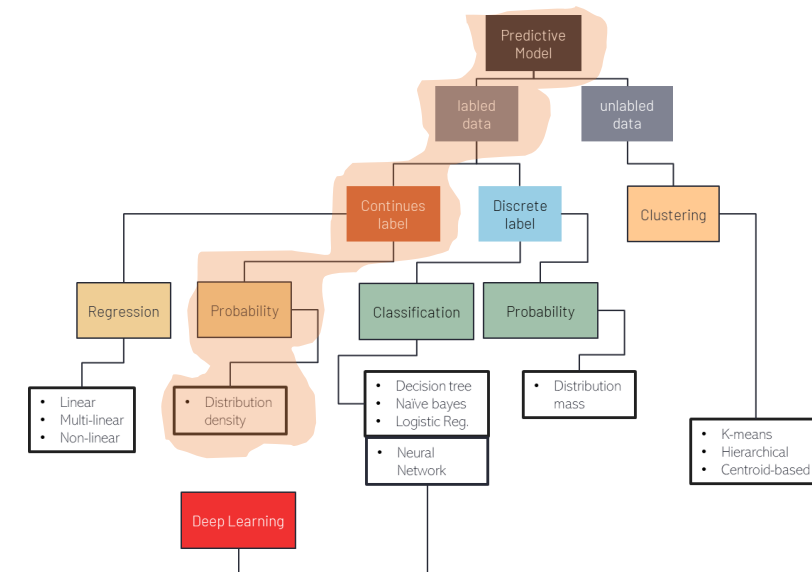 Predictive
Model
labled
data
unlabled
data
Continues
label
Discrete
label
Clustering
Regression
Probability
Classification
Probability
• Linear
• Multi-linear
• Non-linear
• Distribution
density
• Decision tree
• Naïve bayes
• Logistic Reg.
• Distribution
mass
• Neural
Network
• K-means
• Hierarchical
• Centroid-based
Deep Learning